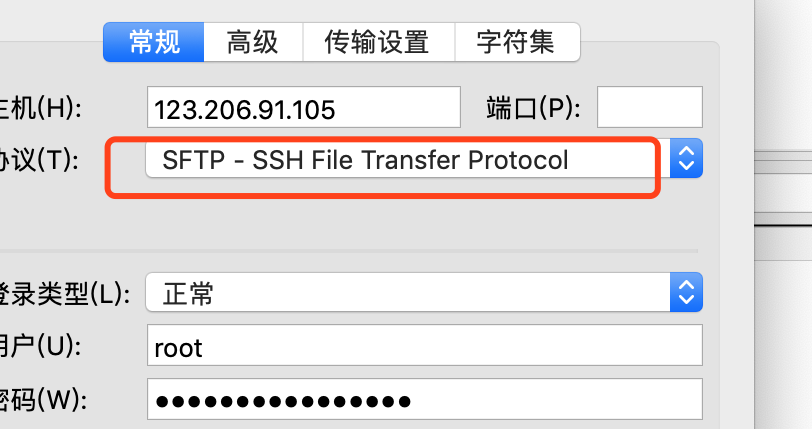 常规 高级 传输设置 字符集
主机(H): 123.206.91.105 端口(P):
协议(T): SFTP - SSH File Transfer Protocol
登录类型(L): 正常
用户(U): root
密码(W): ●●●●●●●●●●●●●●●●